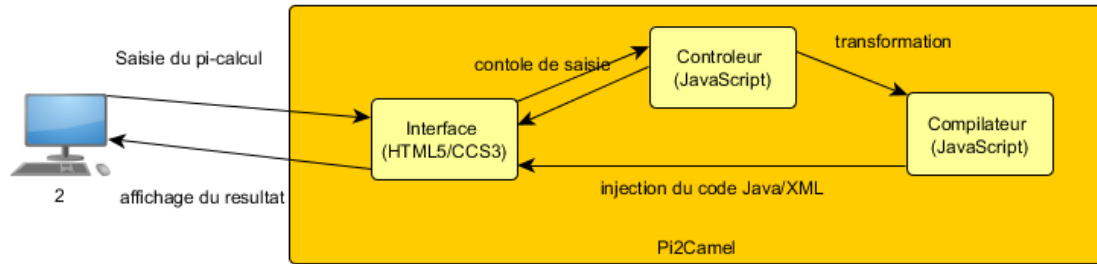 Saisie du pi-calcul
contole de saisie
Controleur
(JavaScript)
transformation
Interface
(HTML5/CCS3)
Compilateur
(JavaScript)
2
affichage du resultat
injection du code Java/XML
Pi2Camel